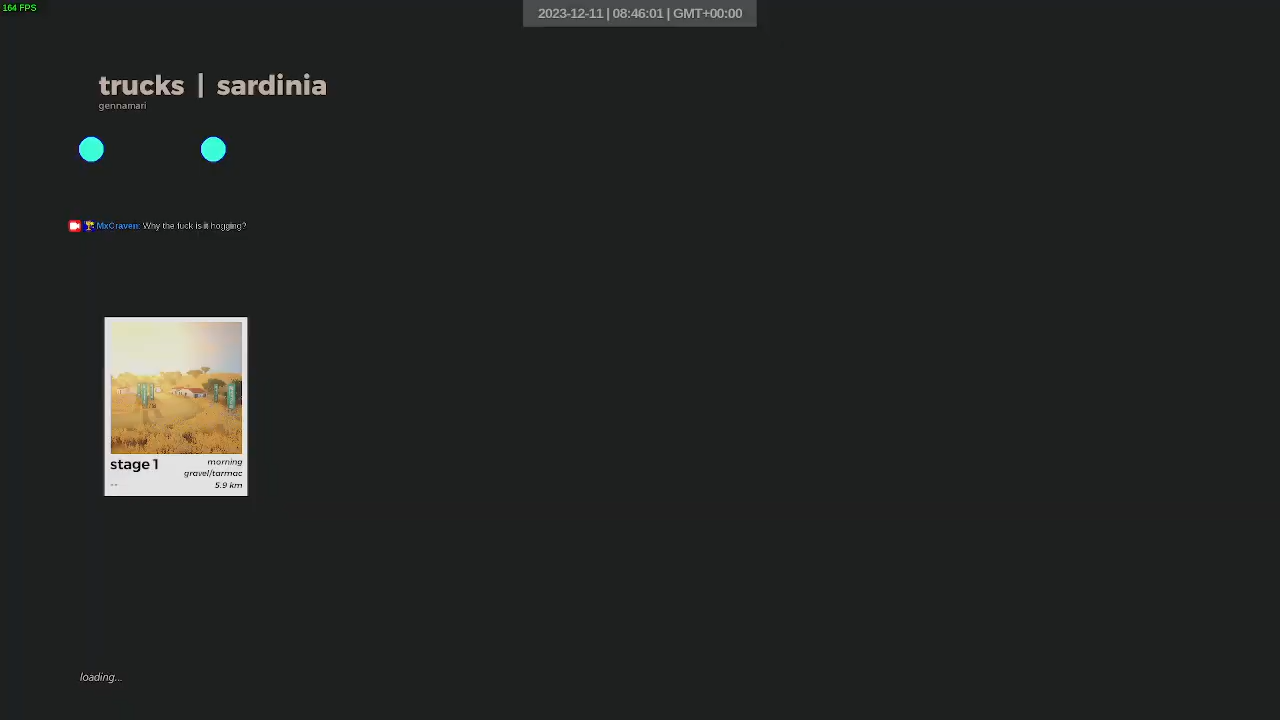 164 FPS
2023-12-11 | 08:46:01 | GMT+00:00
trucks | sardinia
gennamari
MxCraven: Why the fuck is it hogging?
stage 1
morning
gravel/tarmac
--
5.9 km
loading...